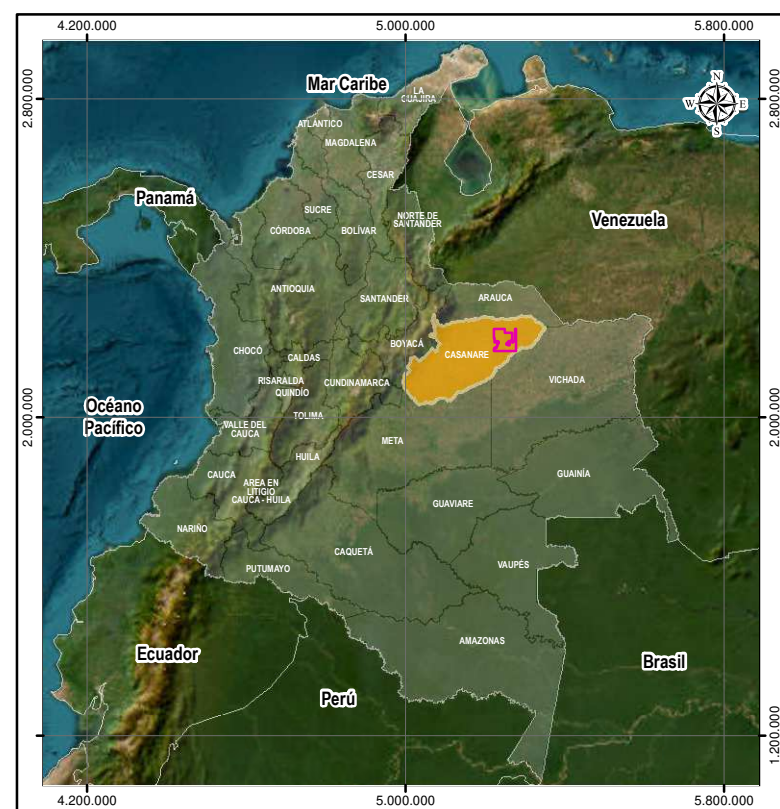 4.200.000
5.000.000
5.800.000
2.800.000
2.800.000
Mar Caribe
N
W
E
S
LA
GUAJIRA
ATLÁNTICO
MAGDALENA
CESAR
Panamá
SUCRE
NORTE DE
SANTANDER
Venezuela
CÓRDOBA
BOLÍVAR
ANTIOQUIA
SANTANDER
ARAUCA
BOYACÁ
CHOCÓ
CALDAS
CASANARE
RISARALDA
CUNDINAMARCA
VICHADA
QUINDÍO
Océano
Pacífico
TOLIMA
2.000.000
2.000.000
VALLE DEL
CAUCA
META
HUILA
CAUCA
GUAINÍA
AREA EN
LITIGIO
CAUCA - HUILA
GUAVIARE
NARIÑO
CAQUETÁ
VAUPÉS
PUTUMAYO
AMAZONAS
Ecuador
Perú
Brasil
1.200.000
1.200.000
4.200.000
5.000.000
5.800.000